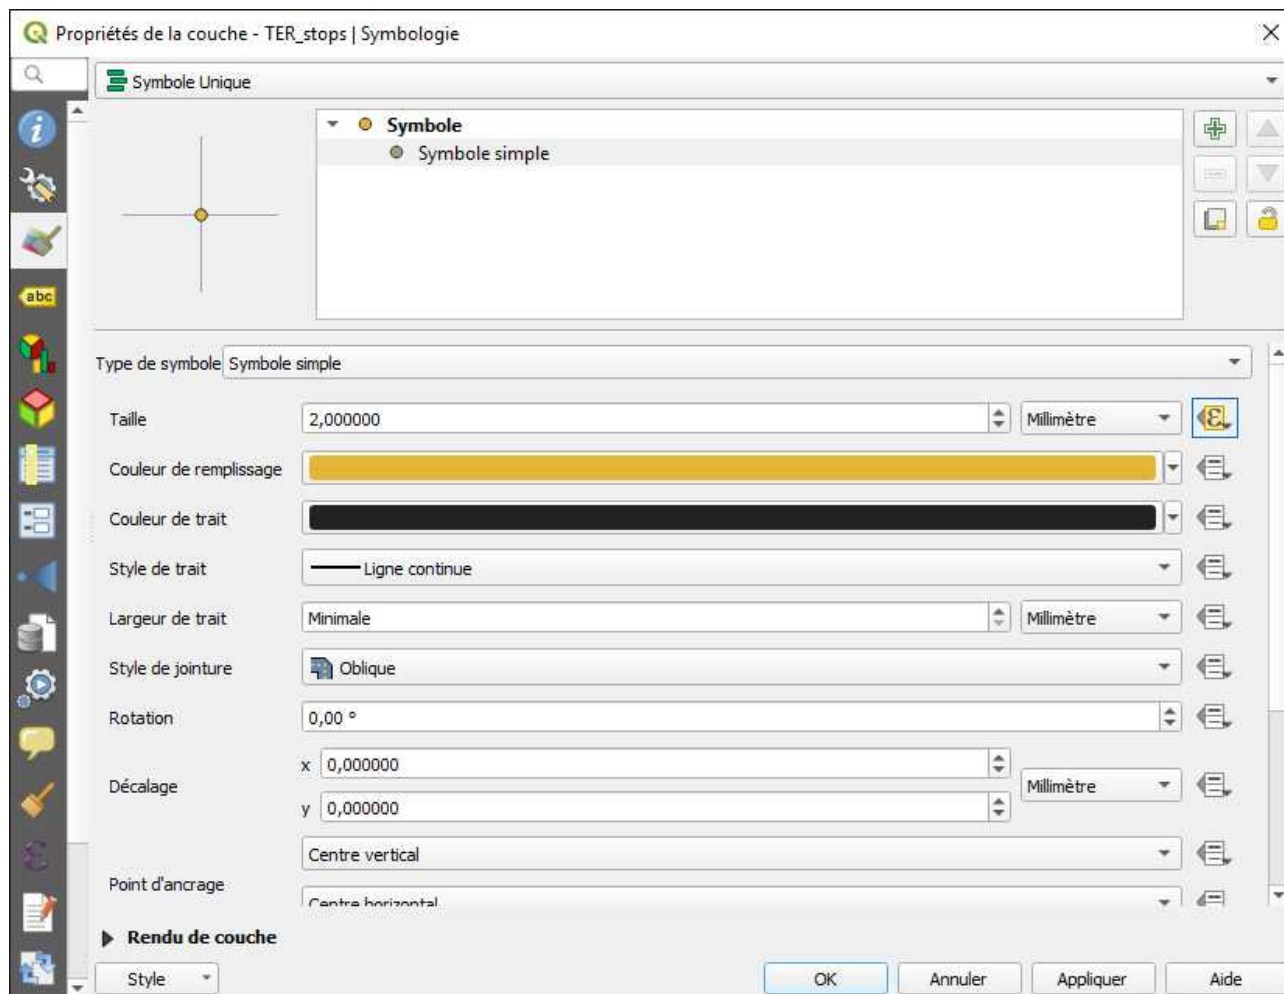 Propriétés de la couche - TER_stops | Symbologie
Symbole Unique
Symbole
Symbole simple
abc
Type de symbole Symbole simple
Taille 2,000000 Millimètre
Couleur de remplissage
Couleur de trait
Style de trait Ligne continue
Largeur de trait Minimale Millimètre
Style de jointure Oblique
Rotation 0,00 °
x 0,000000
Décalage Millimètre
y 0,000000
Centre vertical
Point d'ancrage
Centre horizontal
Rendu de couche
Style OK Annuler Appliquer Aide